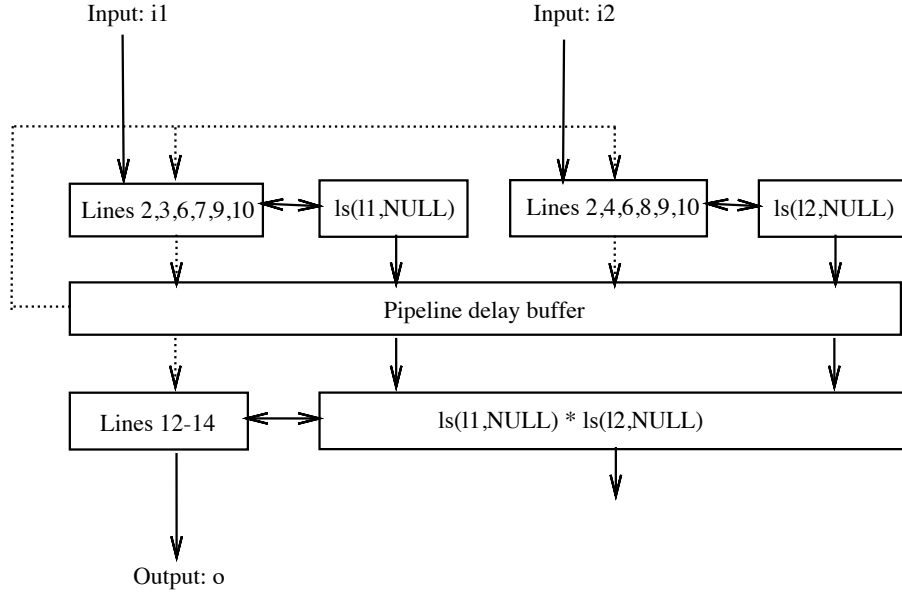 Input: i1
Input: i2
Lines 2,3,6,7,9,10
ls(l1,NULL)
Lines 2,4,6,8,9,10
ls(l2,NULL)
Pipeline delay buffer
Lines 12-14
ls(l1,NULL) * ls(l2,NULL)
Output: o